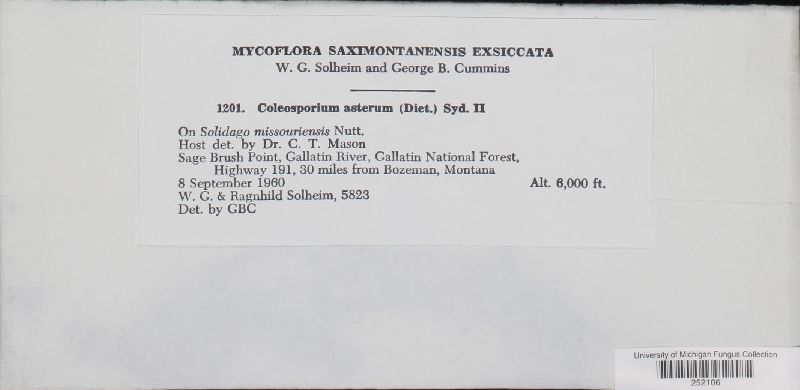 MYCOFLORA SAXIMONTANENSIS EXSICCATA
W. G. Solheim and George B. Cummins
1201. Coleosporium asterum (Diet.) Syd. II
On Solidago missouriensis Nutt.
Host det. by Dr. C. T. Mason
Sage Brush Point, Gallatin River, Gallatin National Forest,
Highway 191, 30 miles from Bozeman, Montana
8 September 1960 Alt. 6,000 ft.
W. G. & Ragnhild Solheim, 5823
Det. by GBC
University of Michigan Fungus Collection
252106